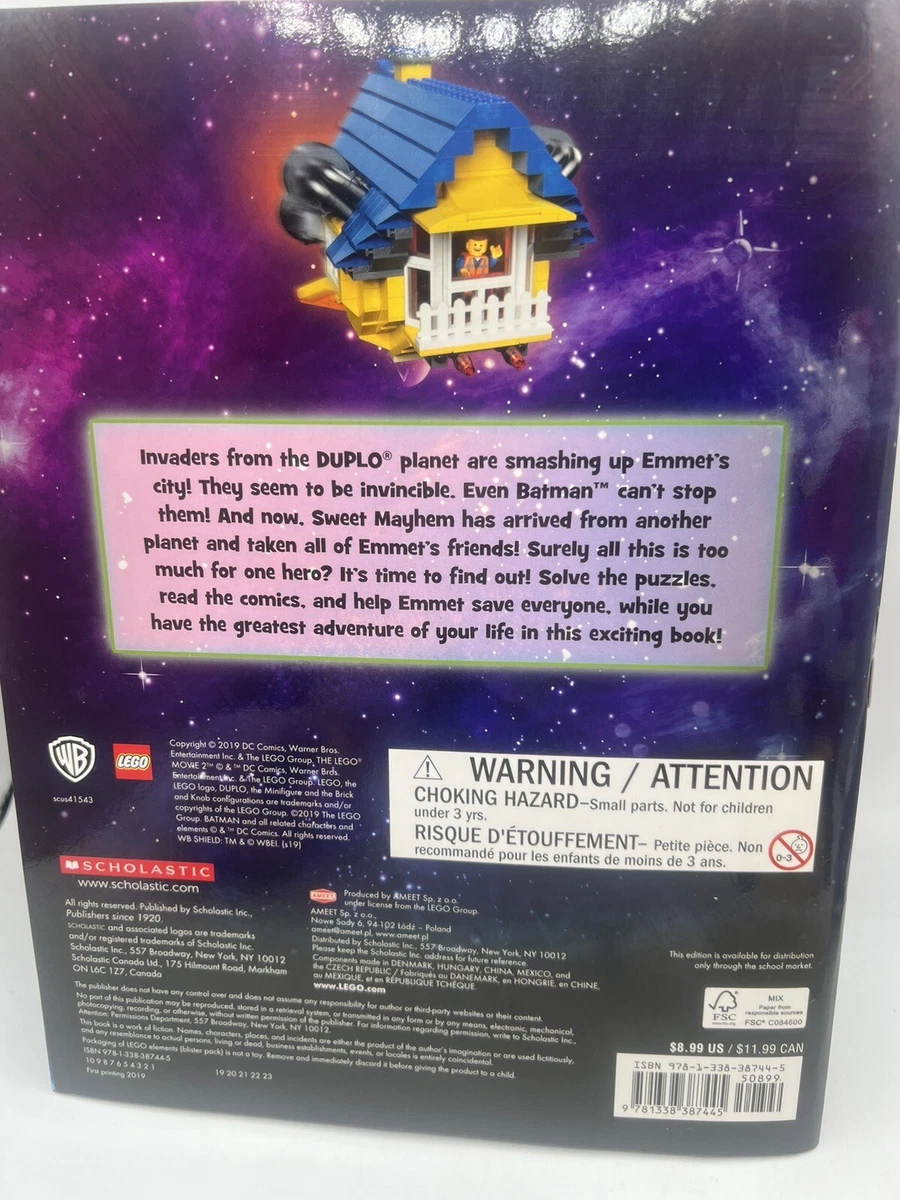 Invaders from the DUPLO® planet are smashing up Emmet's
city! They seem to be invincible. Even Batman™ can't stop
them! And now, Sweet Mayhem has arrived from another
planet and taken all of Emmet's friends! Surely all this is too
much for one hero? It's time to find out! Solve the puzzles,
read the comics, and help Emmet save everyone, while you
have the greatest adventure of your life in this exciting book!
WB
LEGO
scus41543
Copyright © 2019 DC Comics, Warner Bros.
Entertainment Inc. & The LEGO Group. THE LEGO®
MOVIE 2™ © & ™ DC Comics, Warner Bros.
Entertainment Inc. & The LEGO Group. LEGO, the
LEGO logo, DUPLO, the Minifigure and the Brick
and Knob configurations are trademarks and/or
copyrights of the LEGO Group. ©2019 The LEGO
Group. BATMAN and all related characters and
elements © & ™ DC Comics. All rights reserved.
WB SHIELD: TM & © WBEI. (s19)
WARNING / ATTENTION
CHOKING HAZARD–Small parts. Not for children
under 3 yrs.
RISQUE D'ÉTOUFFEMENT– Petite pièce. Non
recommandé pour les enfants de moins de 3 ans.
0-3
SCHOLASTIC
www.scholastic.com
All rights reserved. Published by Scholastic Inc.,
Publishers since 1920.
SCHOLASTIC and associated logos are trademarks
and/or registered trademarks of Scholastic Inc.
Scholastic Inc., 557 Broadway, New York, NY 10012
Scholastic Canada Ltd., 175 Hilmount Road, Markham
ON L6C 1Z7, Canada
AMEET
Produced by AMEET Sp. z o.o.
under license from the LEGO Group.
AMEET Sp. z o.o.,
Nowe Sady 6, 94-102 Łódź – Poland
ameet@ameet.pl, www.ameet.pl
Distributed by Scholastic Inc., 557 Broadway, New York, NY 10012
Please keep the Scholastic Inc. address for future reference.
Components made in DENMARK, HUNGARY, CHINA, MEXICO, and
the CZECH REPUBLIC / Fabriqués au DANEMARK, en HONGRIE, en CHINE,
au MEXIQUE, et en RÉPUBLIQUE TCHÈQUE.
www.LEGO.com
The publisher does not have any control over and does not assume any responsibility for author or third-party websites or their content.
No part of this publication may be reproduced, stored in a retrieval system, or transmitted in any form or by any means, electronic, mechanical,
photocopying, recording, or otherwise, without written permission of the publisher. For information regarding permission, write to Scholastic Inc.,
Attention: Permissions Department, 557 Broadway, New York, NY 10012.
This book is a work of fiction. Names, characters, places, and incidents are either the product of the author's imagination or are used fictitiously,
and any resemblance to actual persons, living or dead, business establishments, events, or locales is entirely coincidental.
Packaging of LEGO elements (blister pack) is not a toy. Remove and immediately discard it before giving the product to a child.
ISBN 978-1-338-38744-5
10 9 8 7 6 5 4 3 2 1
19 20 21 22 23
First printing 2019
This edition is available for distribution
only through the school market.
FSC
www.fsc.org
MIX
Paper from
responsible sources
FSC® C084600
$8.99 US / $11.99 CAN
ISBN 978-1-338-38744-5
50899
9 781338 387445